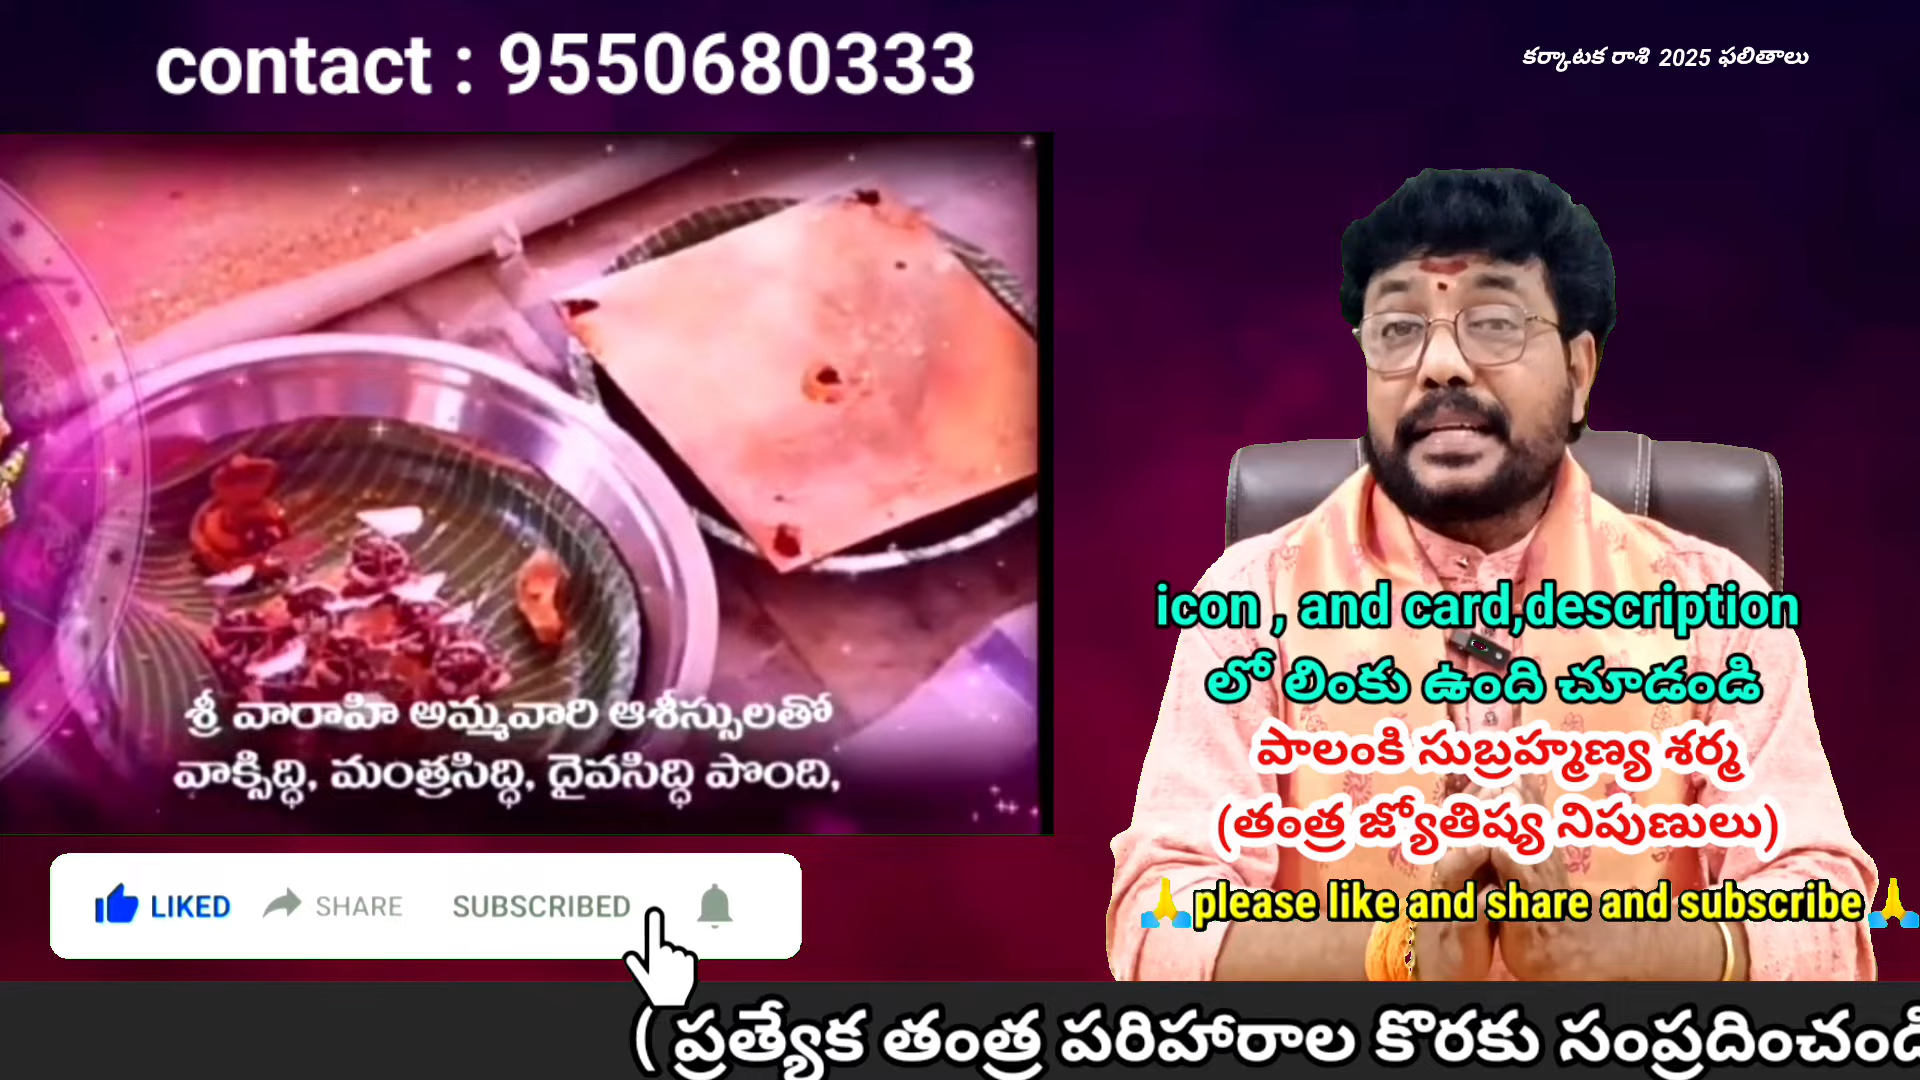 contact : 9550680333
కర్కాటక రాశి 2025 ఫలితాలు
శ్రీ వారాహి అమ్మవారి ఆశీస్సులతో
వాక్సిద్ధి, మంత్రసిద్ధి, దైవసిద్ధి పొంది,
icon , and card,description
లో లింకు ఉంది చూడండి
పాలంకి సుబ్రహ్మణ్య శర్మ
(తంత్ర జ్యోతిష్య నిపుణులు)
🙏please like and share and subscribe🙏
LIKED SHARE SUBSCRIBED
( ప్రత్యేక తంత్ర పరిహారాల కొరకు సంప్రదించండి